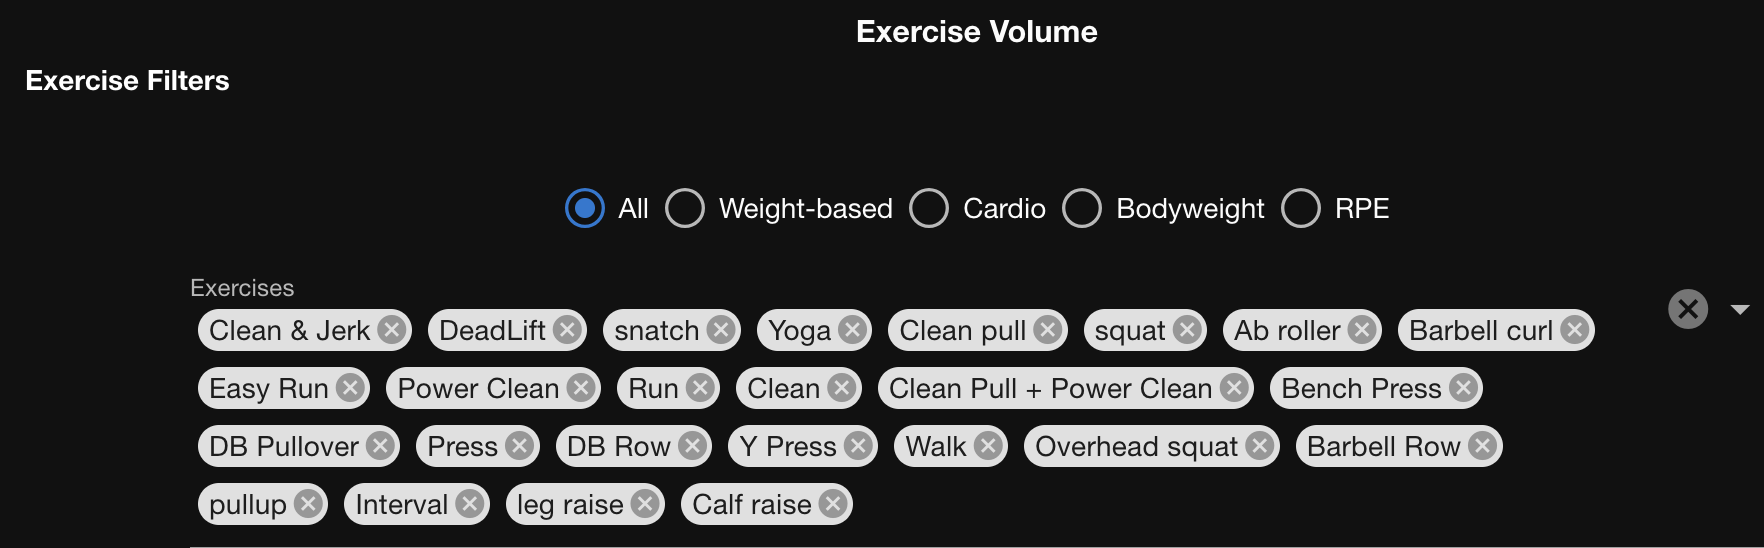 Exercise Volume
Exercise Filters
All Weight-based Cardio Bodyweight RPE
Exercises
Clean & Jerk DeadLift snatch Yoga Clean pull squat Ab roller Barbell curl
Easy Run Power Clean Run Clean Clean Pull + Power Clean Bench Press
DB Pullover Press DB Row Y Press Walk Overhead squat Barbell Row
pullup Interval leg raise Calf raise